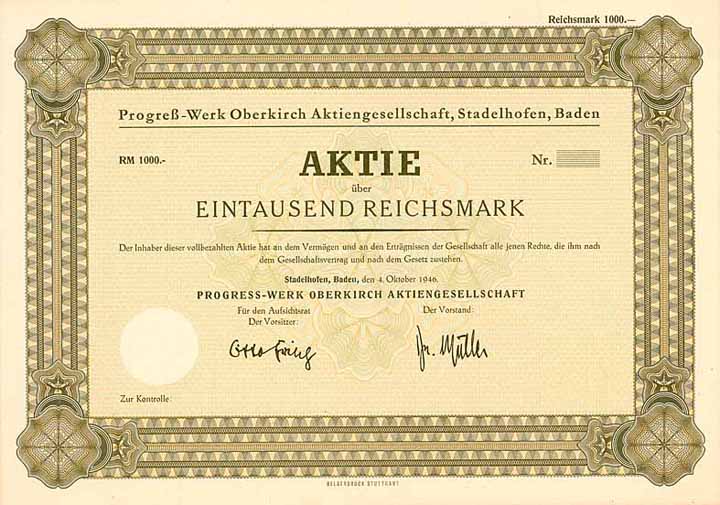 Reichsmark 1000.—
Progreß-Werk Oberkirch Aktiengesellschaft, Stadelhofen, Baden
RM 1000.-
AKTIE
Nr.
über
EINTAUSEND REICHSMARK
Der Inhaber dieser vollbezahlten Aktie hat an dem Vermögen und an den Erträgnissen der Gesellschaft alle jenen Rechte, die ihm nach
dem Gesellschaftsvertrag und nach dem Gesetz zustehen.
Stadelhofen, Baden, den 4. Oktober 1946.
PROGRESS-WERK OBERKIRCH AKTIENGESELLSCHAFT
Für den Aufsichtsrat
Der Vorsitzer:
Der Vorstand:
Otto
Müller
Zur Kontrolle:
BELSERDRUCK STUTTGART